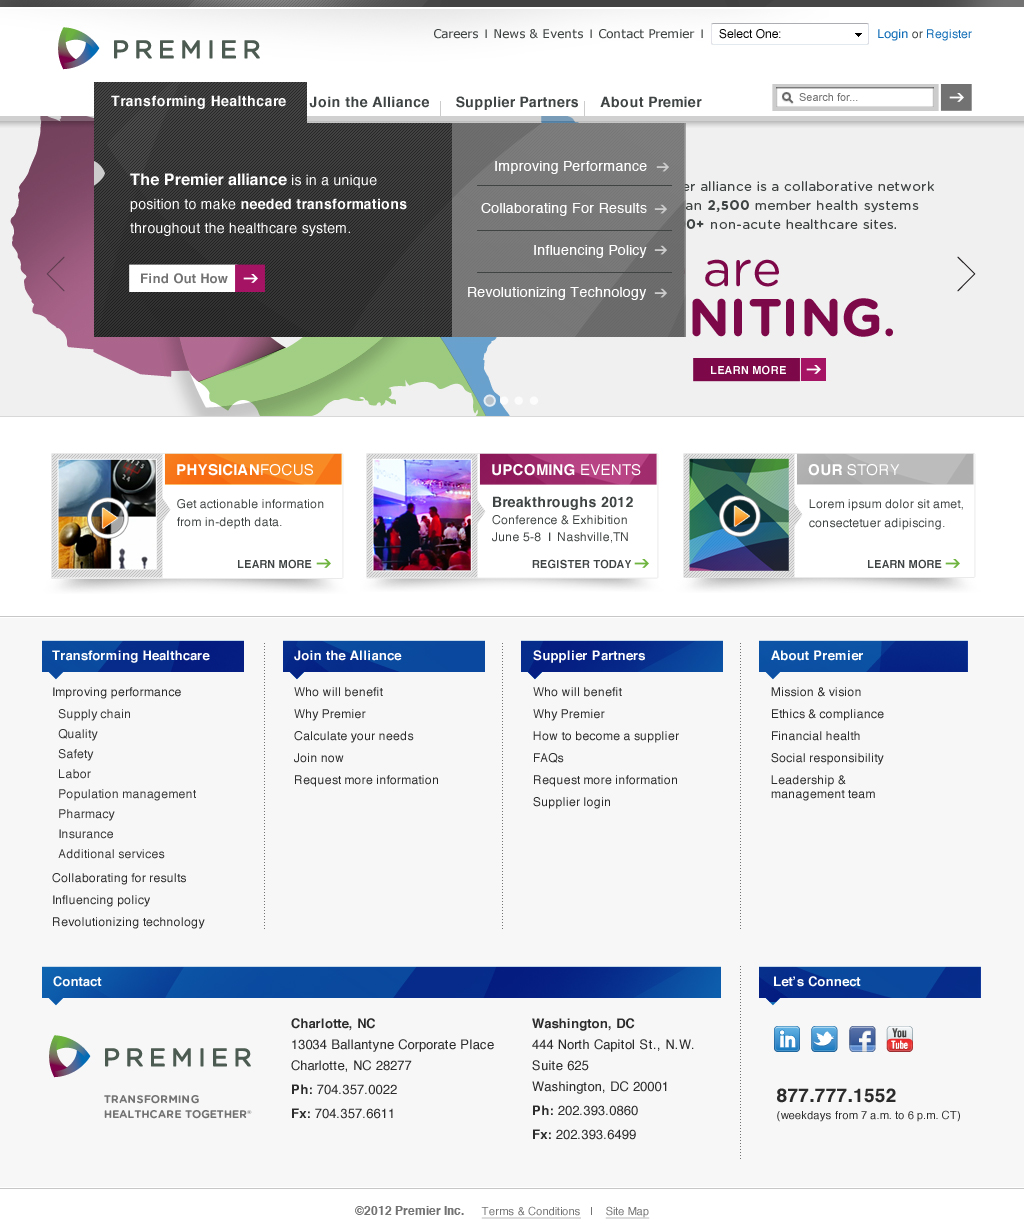 PREMIER
Careers I News & Events I Contact Premier I
Select One:
Login or Register
Transforming Healthcare
Join the Alliance
Supplier Partners
About Premier
Search for...
The Premier alliance is in a unique
position to make needed transformations
throughout the healthcare system.
Find Out How
Improving Performance
Collaborating For Results
Influencing Policy
Revolutionizing Technology
alliance is a collaborative network
2,500 member health systems
non-acute healthcare sites.
are
NITING.
LEARN MORE
PHYSICIANFOCUS
Get actionable information
from in-depth data.
LEARN MORE
UPCOMING EVENTS
Breakthroughs 2012
Conference & Exhibition
June 5-8 I Nashville,TN
REGISTER TODAY
OUR STORY
Lorem ipsum dolor sit amet,
consectetuer adipiscing.
LEARN MORE
Transforming Healthcare
Improving performance
Supply chain
Quality
Safety
Labor
Population management
Pharmacy
Insurance
Additional services
Collaborating for results
Influencing policy
Revolutionizing technology
Join the Alliance
Who will benefit
Why Premier
Calculate your needs
Join now
Request more information
Supplier Partners
Who will benefit
Why Premier
How to become a supplier
FAQs
Request more information
Supplier login
About Premier
Mission & vision
Ethics & compliance
Financial health
Social responsibility
Leadership &
management team
Contact
PREMIER
TRANSFORMING
HEALTHCARE TOGETHER®
Charlotte, NC
13034 Ballantyne Corporate Place
Charlotte, NC 28277
Ph: 704.357.0022
Fx: 704.357.6611
Washington, DC
444 North Capitol St., N.W.
Suite 625
Washington, DC 20001
Ph: 202.393.0860
Fx: 202.393.6499
Let's Connect
in
You
Tube
877.777.1552
(weekdays from 7 a.m. to 6 p.m. CT)
©2012 Premier Inc. Terms & Conditions I Site Map